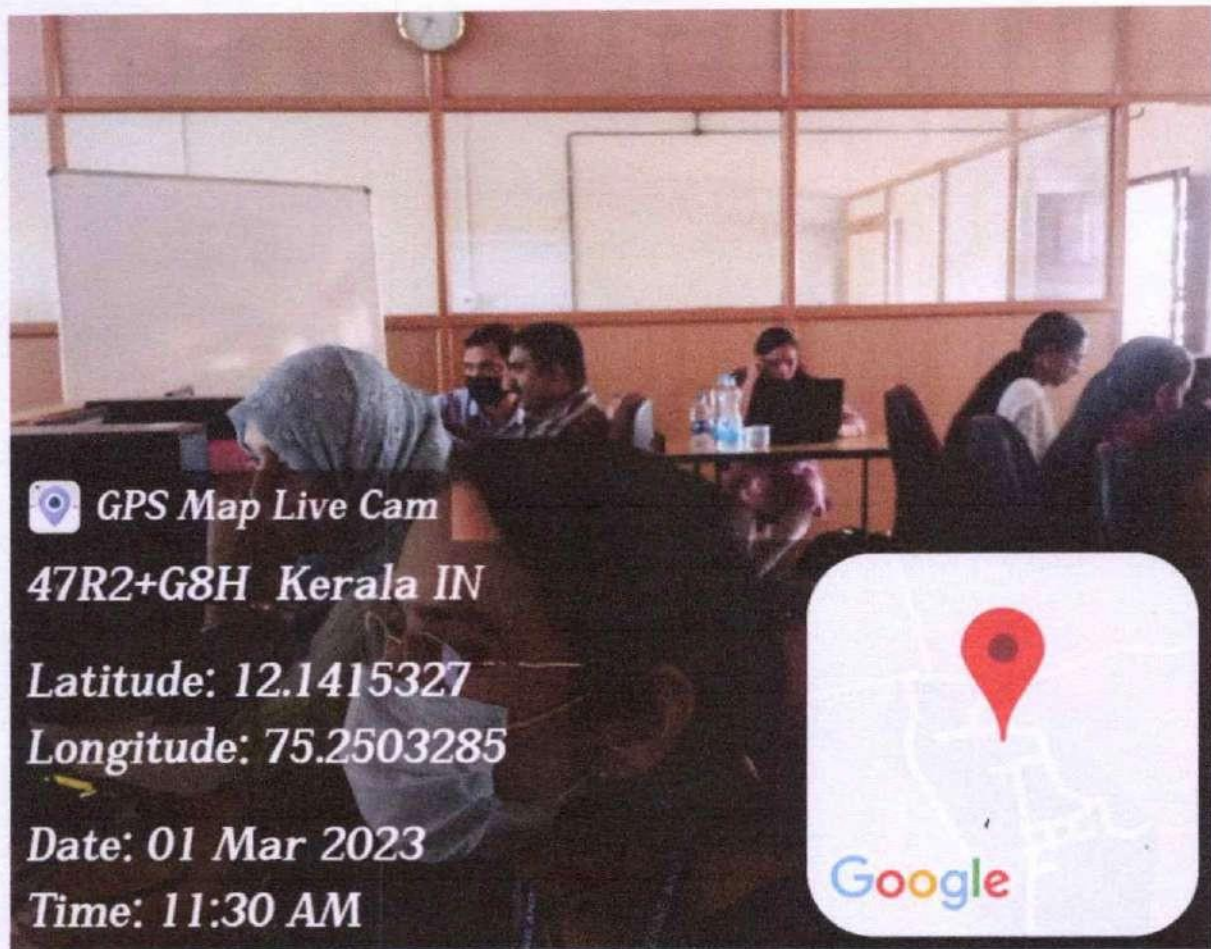 GPS Map Live Cam
47R2+G8H Kerala IN
Latitude: 12.1415327
Longitude: 75.2503285
Date: 01 Mar 2023
Time: 11:30 AM
Google